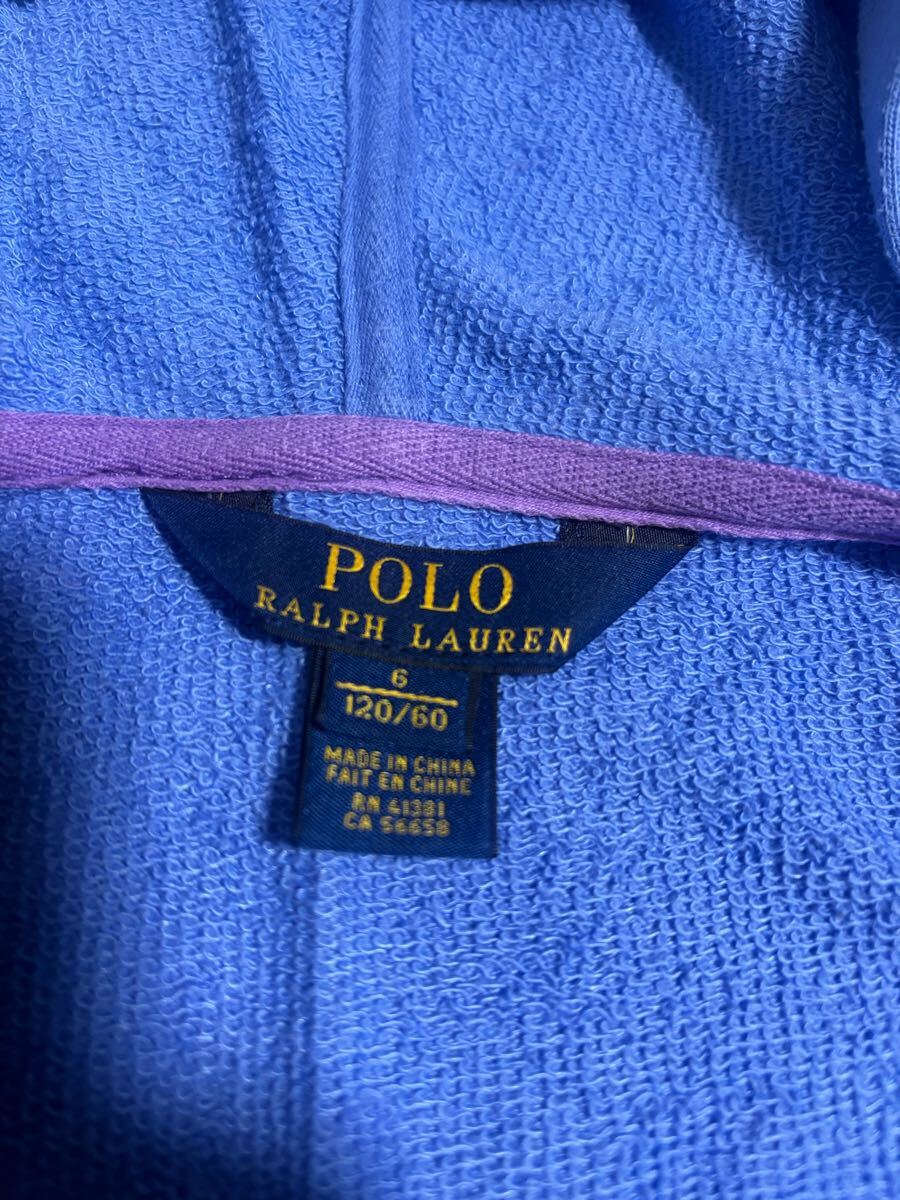 POLO
RALPH LAUREN
6
120/60
MADE IN CHINA
FAIT EN CHINE
RN 41381
CA 56658